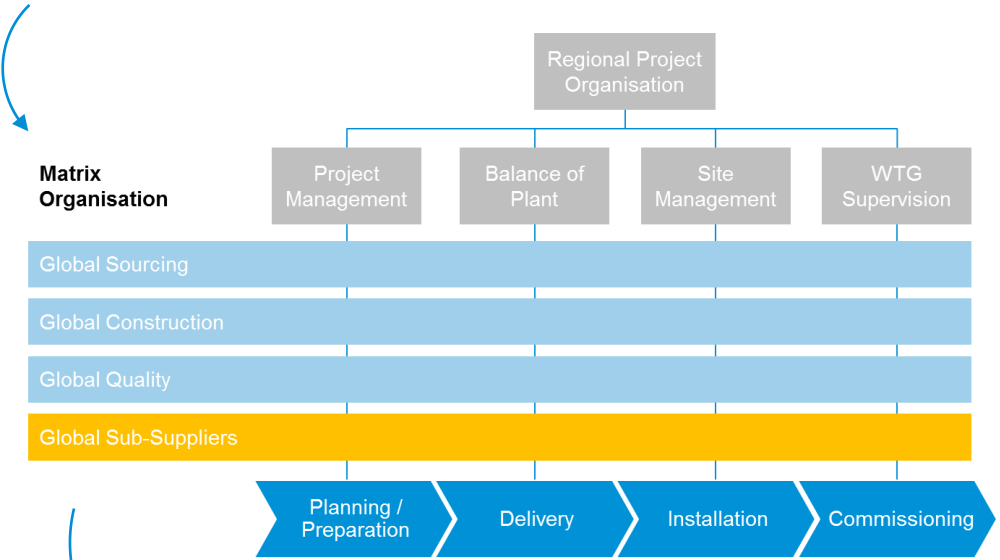 Regional Project
Organisation
Matrix
Organisation
Project
Management
Balance of
Plant
Site
Management
WTG
Supervision
Global Sourcing
Global Construction
Global Quality
Global Sub-Suppliers
Planning /
Preparation
Delivery
Installation
Commissioning